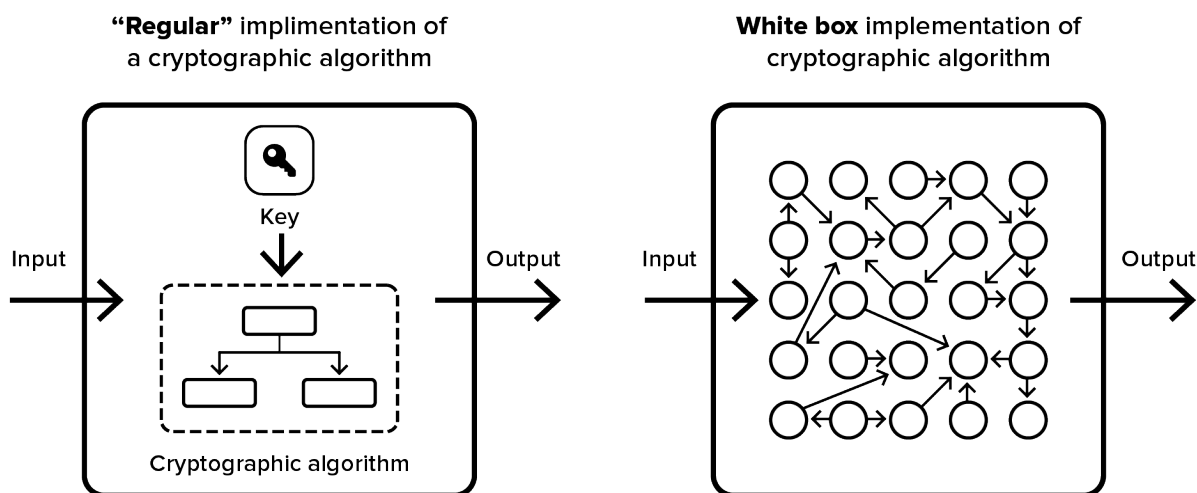 “Regular” implimentation of
a cryptographic algorithm
Key
Input
Output
Cryptographic algorithm
White box implementation of
cryptographic algorithm
Input
Output